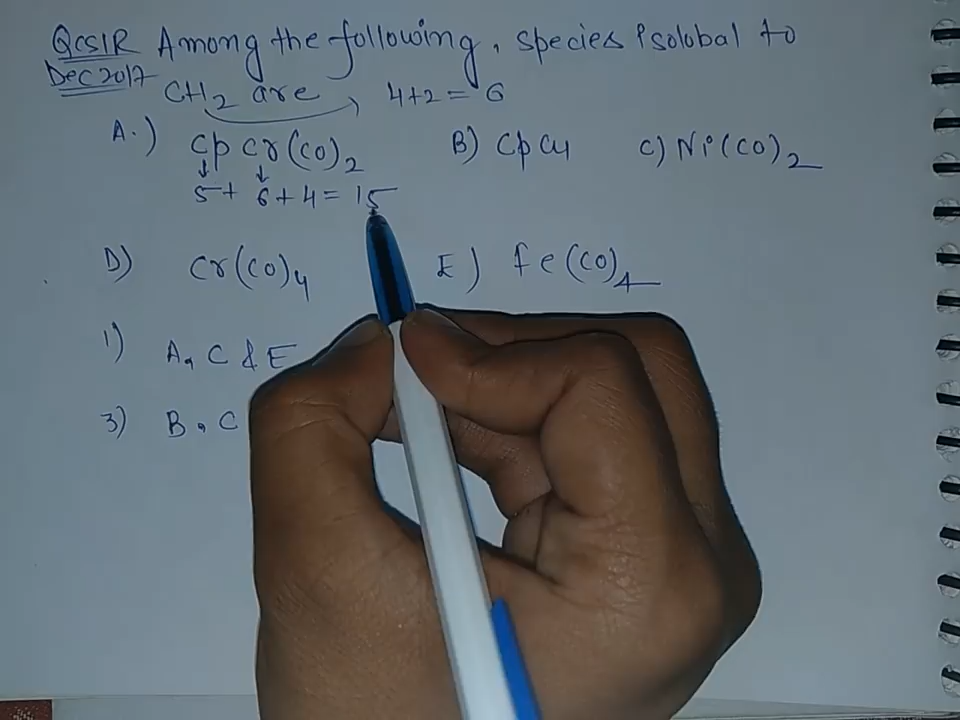 QCSIR Among the following, species isolobal to
Dec 2017
CH2 are 4+2 = 6
A.) Cp Cr(CO)2 B) CpCu C) Ni(CO)2
5+ 6+4 = 15
D) Cr(CO)4 E) Fe(CO)4
1) A, C & E
3) B, C